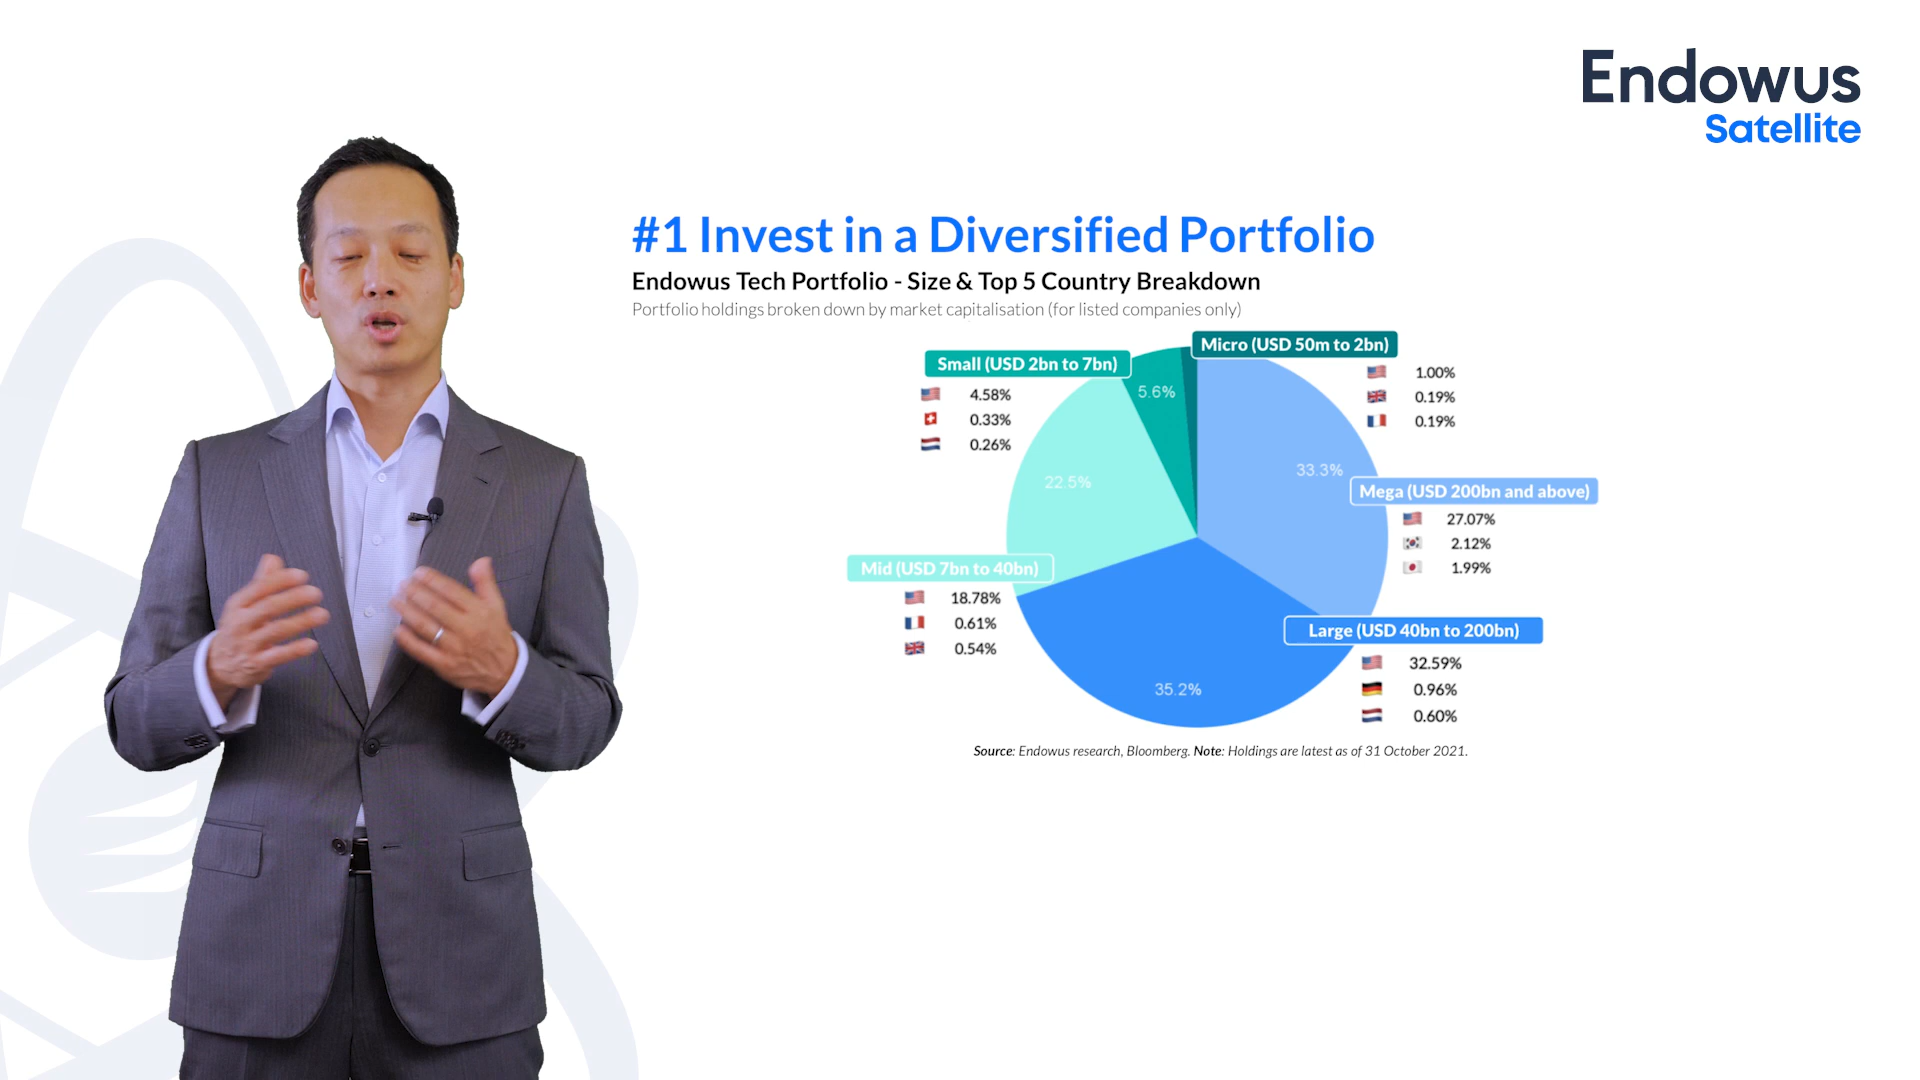 Endowus
Satellite
#1 Invest in a Diversified Portfolio
Endowus Tech Portfolio - Size & Top 5 Country Breakdown
Portfolio holdings broken down by market capitalisation (for listed companies only)
Micro (USD 50m to 2bn)
1.00%
0.19%
0.19%
Small (USD 2bn to 7bn)
4.58%
0.33%
0.26%
5.6%
33.3%
22.5%
Mega (USD 200bn and above)
27.07%
2.12%
1.99%
Mid (USD 7bn to 40bn)
18.78%
0.61%
0.54%
Large (USD 40bn to 200bn)
32.59%
0.96%
0.60%
35.2%
Source: Endowus research, Bloomberg. Note: Holdings are latest as of 31 October 2021.